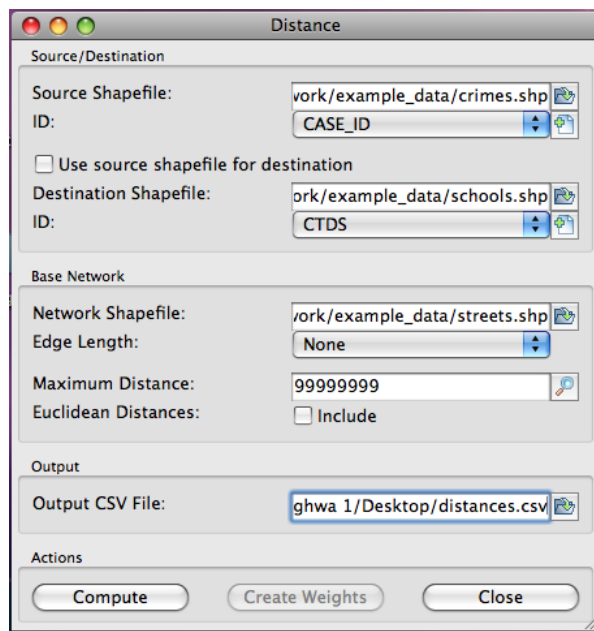 Distance
Source/Destination
Source Shapefile: work/example_data/crimes.shp
ID: CASE_ID
Use source shapefile for destination
Destination Shapefile: ork/example_data/schools.shp
ID: CTDS
Base Network
Network Shapefile: work/example_data/streets.shp
Edge Length: None
Maximum Distance: 99999999
Euclidean Distances: Include
Output
Output CSV File: ghwa 1/Desktop/distances.csv
Actions
Compute Create Weights Close